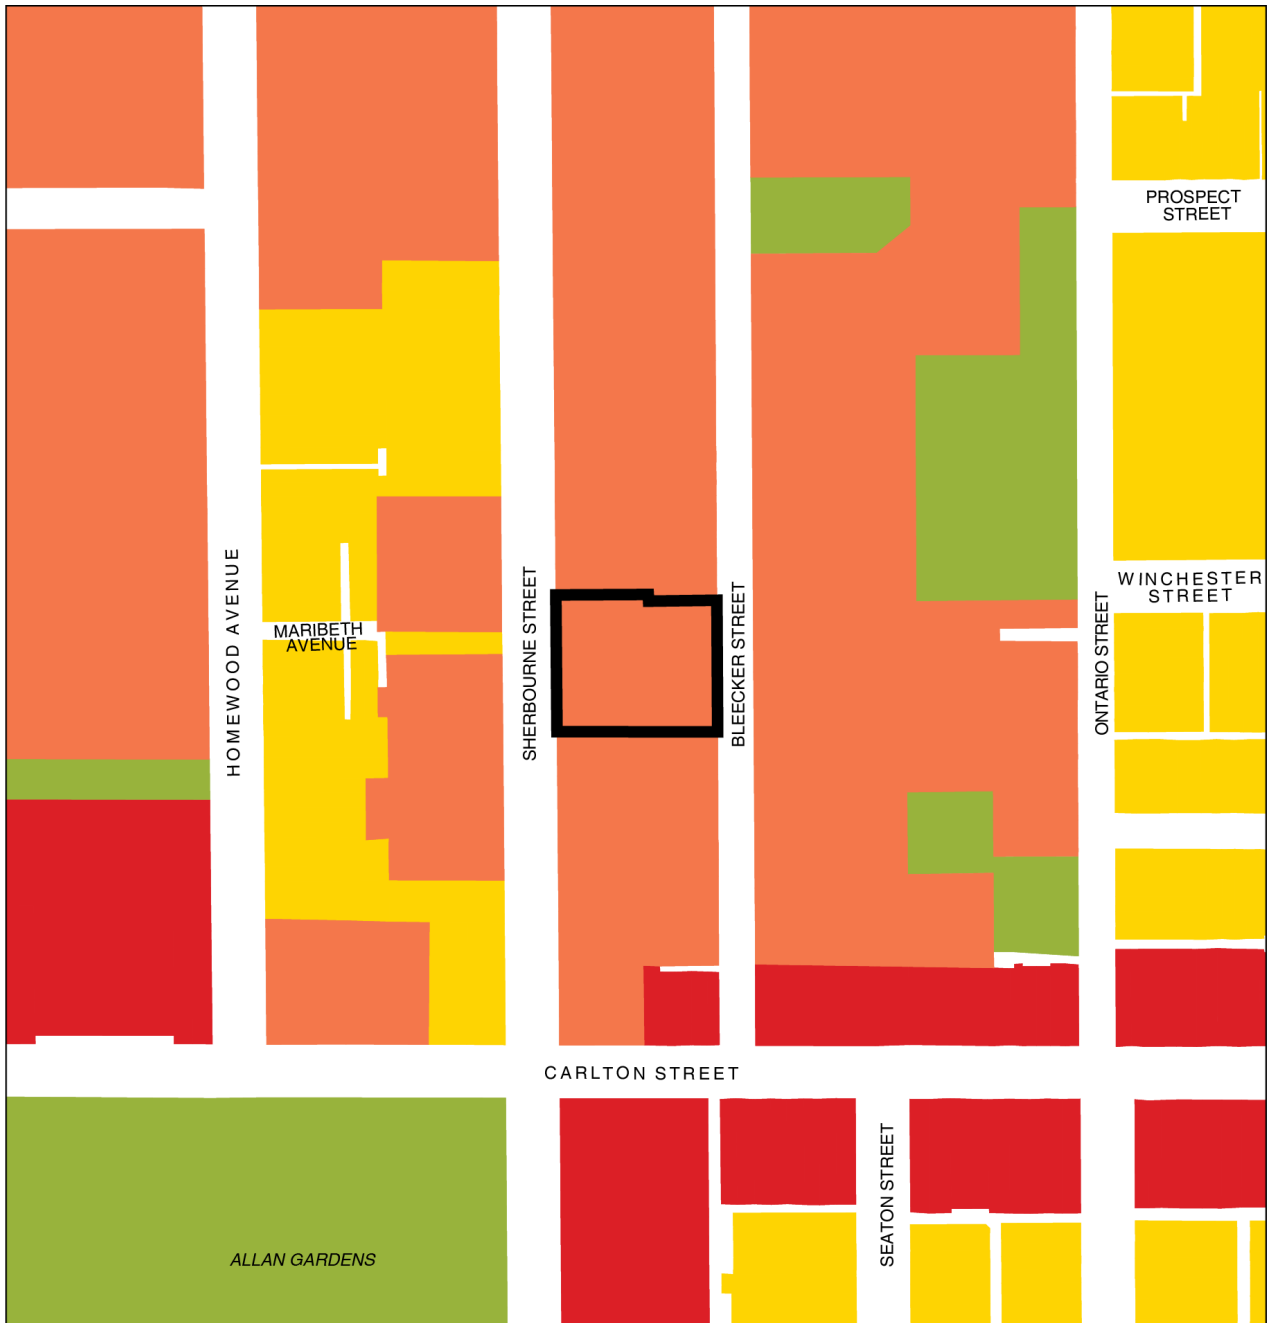 PROSPECT
STREET
WINCHESTER
STREET
HOMEWOOD AVENUE
MARIBETH
AVENUE
SHERBOURNE STREET
BLEECKER STREET
ONTARIO STREET
CARLTON STREET
SEATON STREET
ALLAN GARDENS